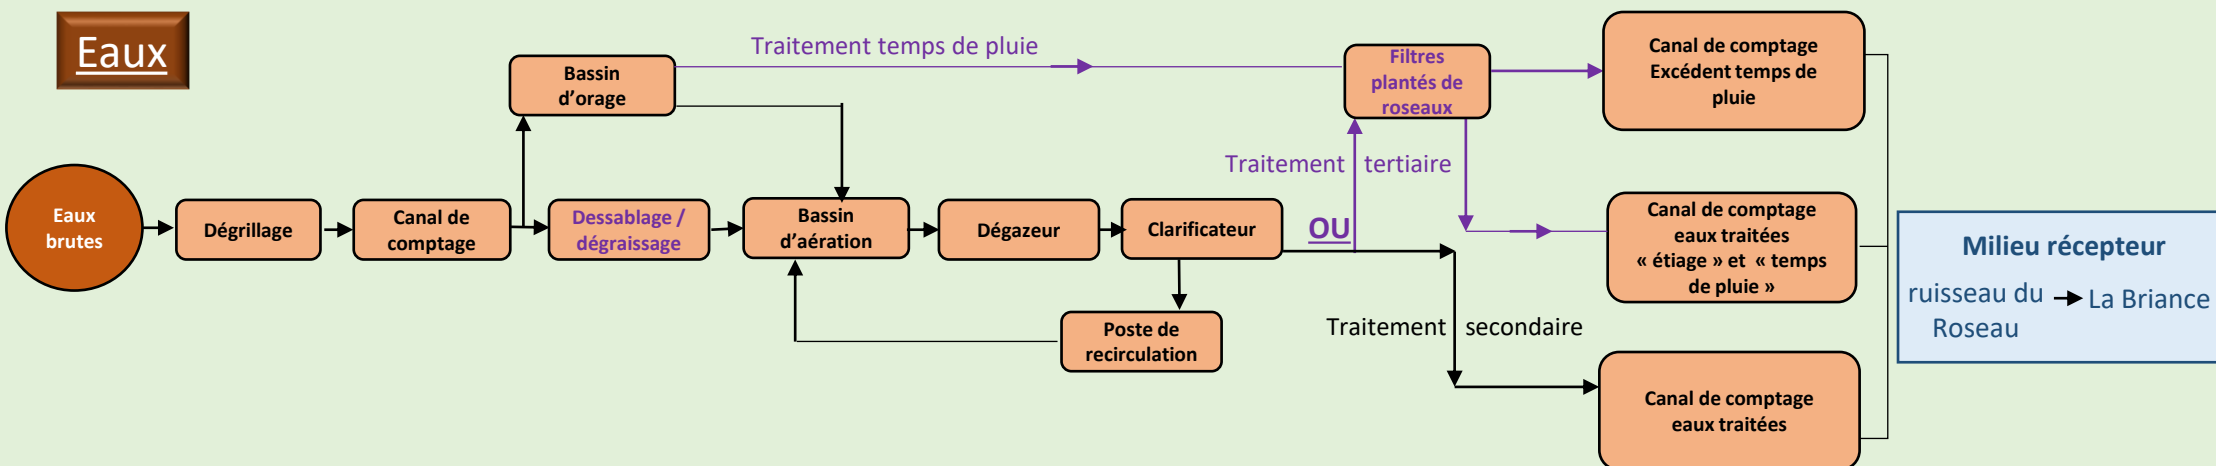 Eaux
Traitement temps de pluie
Bassin
d’orage
Filtres
plantés de
roseaux
Canal de comptage
Excédent temps de
pluie
Traitement tertiaire
Eaux
brutes
Dégrillage
Canal de
comptage
Dessablage /
dégraissage
Bassin
d’aération
Dégazeur
Clarificateur
OU
Canal de comptage
eaux traitées
« étiage » et « temps
de pluie »
Milieu récepteur
ruisseau du
Roseau
La Briance
Poste de
recirculation
Traitement secondaire
Canal de comptage
eaux traitées